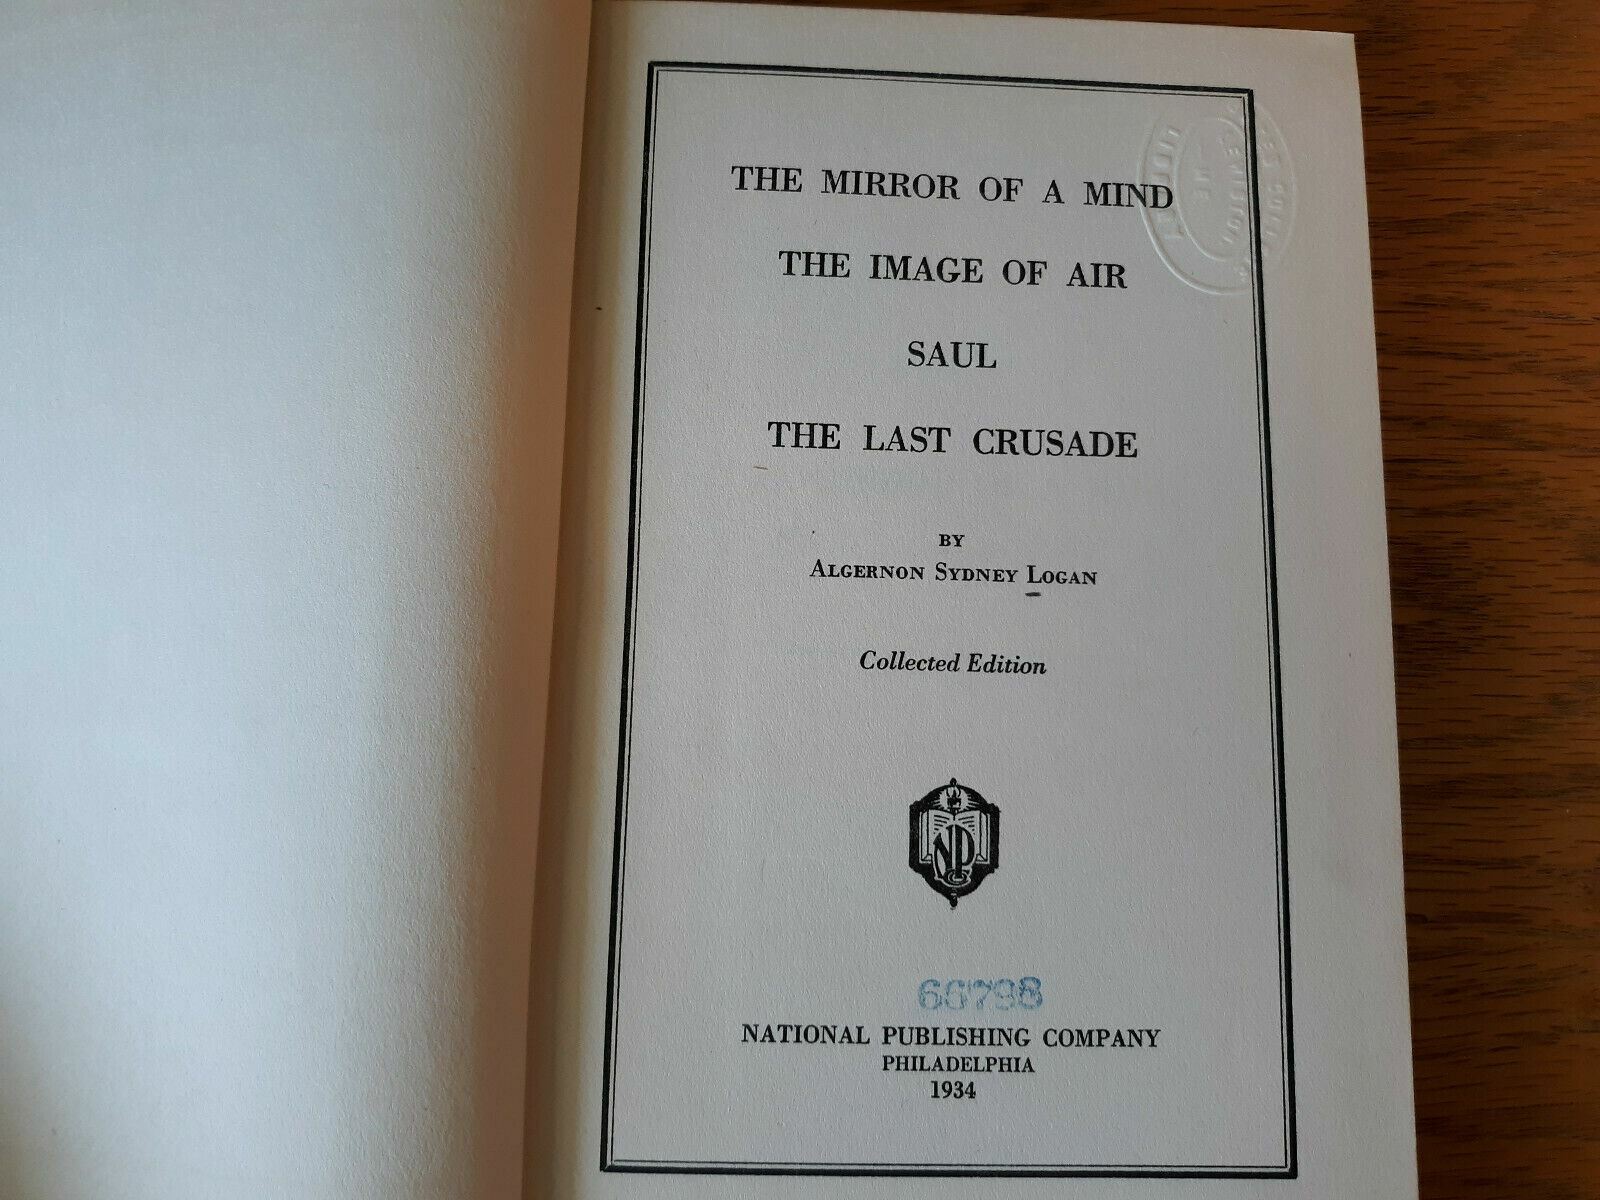 THE MIRROR OF A MIND
THE IMAGE OF AIR
SAUL
THE LAST CRUSADE
BY
ALGERNON SYDNEY LOGAN
Collected Edition
NP
66798
NATIONAL PUBLISHING COMPANY
PHILADELPHIA
1934